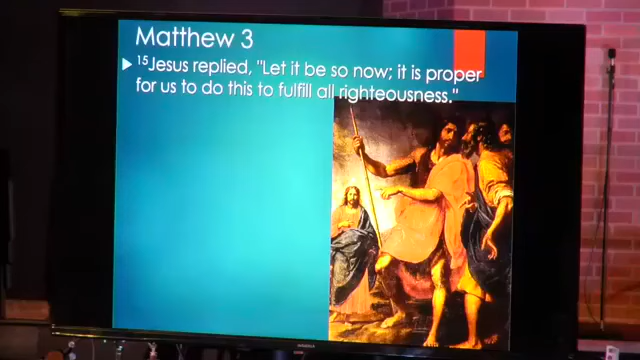 Matthew 3
15Jesus replied, "Let it be so now; it is proper
for us to do this to fulfill all righteousness."